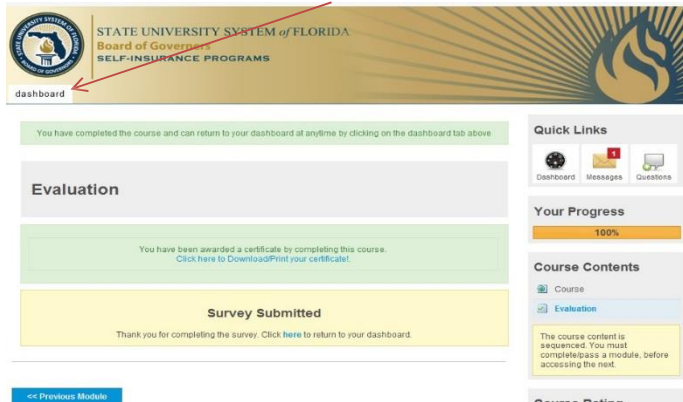 STATE UNIVERSITY SYSTEM of FLORIDA
Board of Governors
SELF-INSURANCE PROGRAMS
dashboard
You have completed the course and can return to your dashboard at anytime by clicking on the dashboard tab above
Evaluation
You have been awarded a certificate by completing this course.
Click here to Download/Print your certificate!.
Survey Submitted
Thank you for completing the survey. Click here to return to your dashboard.
<< Previous Module
Quick Links
1
Dashboard Messages Questions
Your Progress
100%
Course Contents
Course
Evaluation
The course content is
sequenced. You must
complete/pass a module, before
accessing the next.
Course Rating